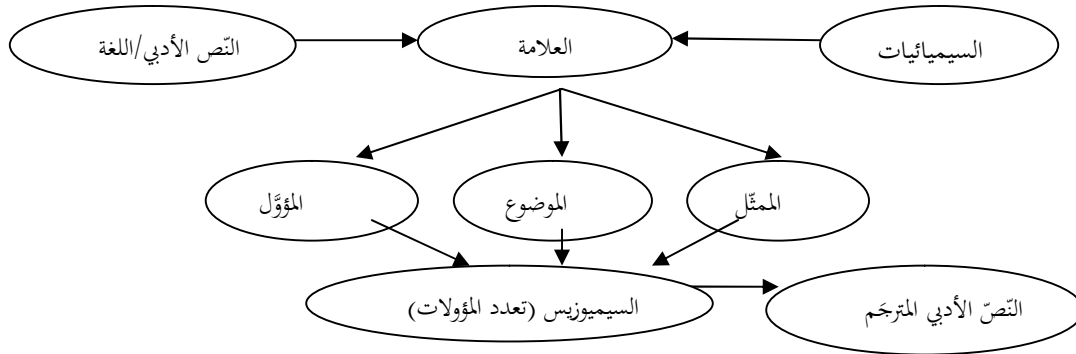 السيميائيات
العلامة
النّص الأدبي/اللغة
الممثّل
الموضوع
المؤوَّل
السيميوزيس (تعدد المؤولات)
النّصّ الأدبي المترجَم